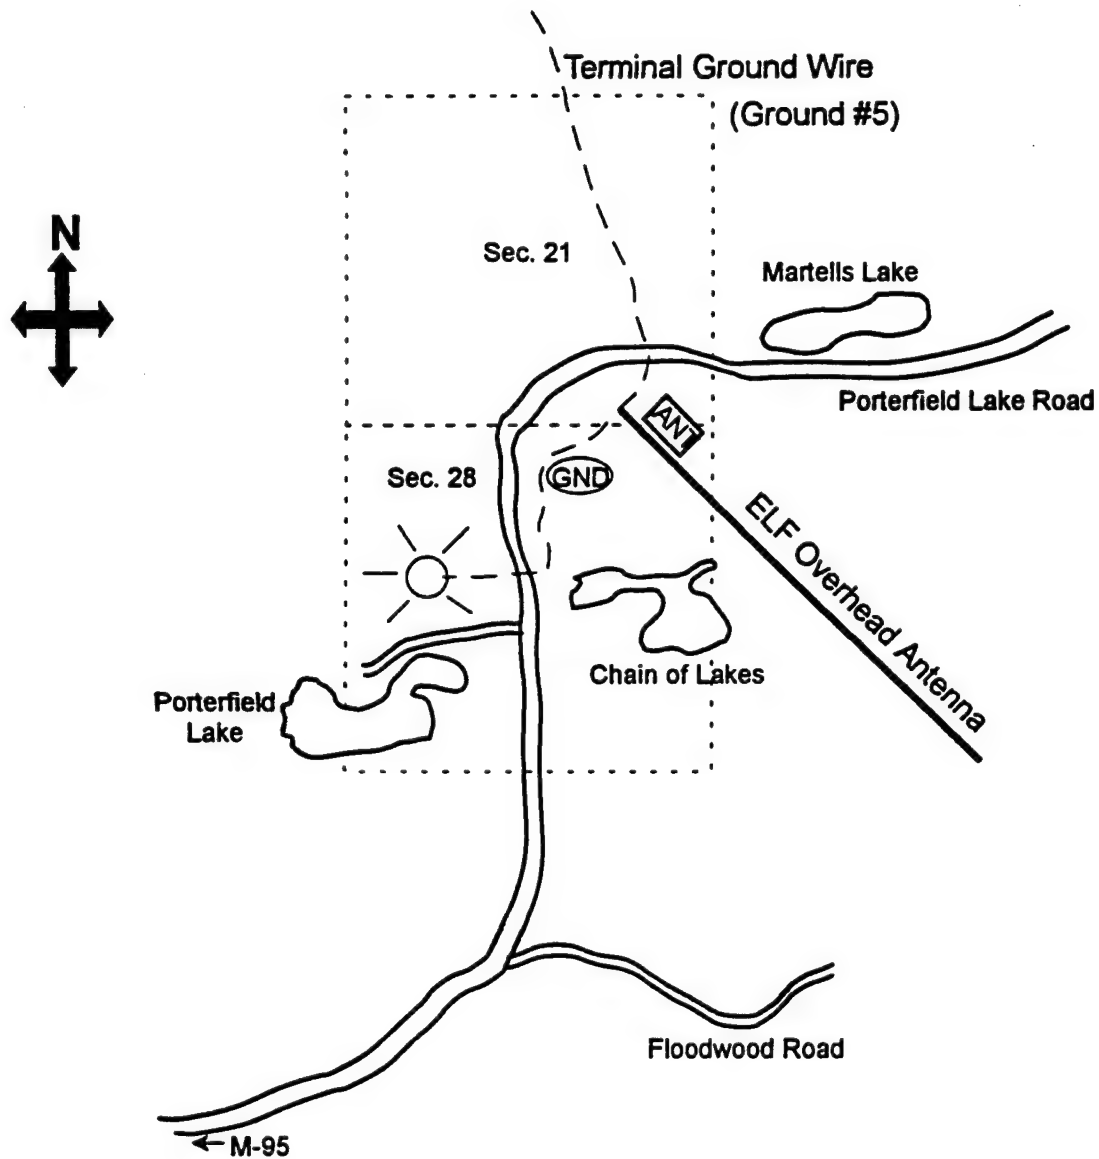 Terminal Ground Wire
(Ground #5)
N
Sec. 21
Martells Lake
Porterfield Lake Road
ANT
Sec. 28
GND
ELF Overhead Antenna
Chain of Lakes
Porterfield
Lake
Floodwood Road
M-95